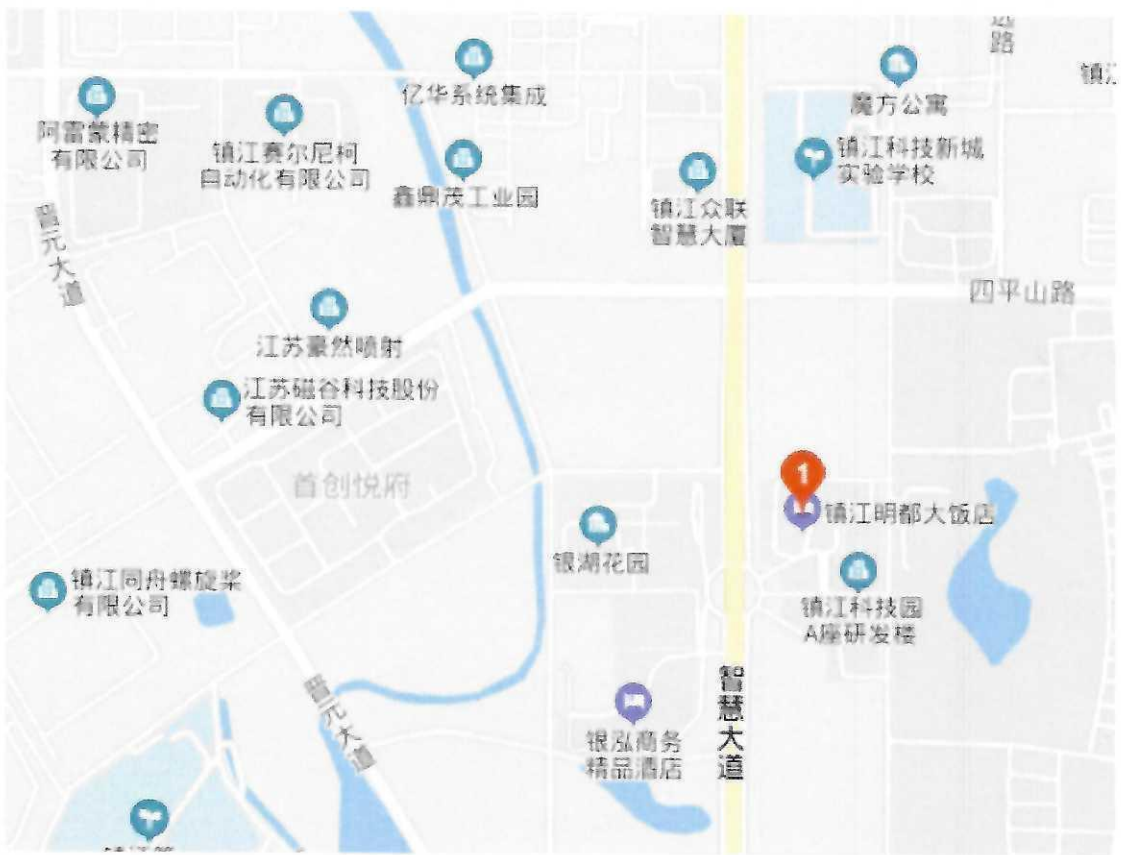 远路
镇江
亿华系统集成
魔方公寓
阿雷蒙精密
有限公司
镇江赛尔尼柯
自动化有限公司
鑫鼎茂工业园
镇江科技新城
实验学校
镇江众联
智慧大厦
晋元大道
四平山路
江苏豪然喷射
江苏磁谷科技股份
有限公司
首创悦府
1
镇江明都大饭店
银湖花园
镇江同舟螺旋桨
有限公司
镇江科技园
A座研发楼
晋元大道
智慧大道
银泓商务
精品酒店